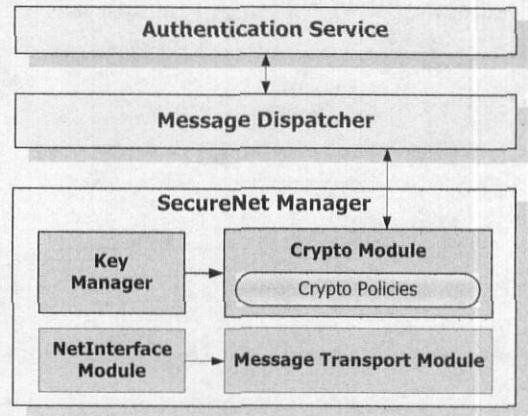 Authentication Service
Message Dispatcher
SecureNet Manager
Key
Manager
Crypto Module
Crypto Policies
NetInterface
Module
Message Transport Module